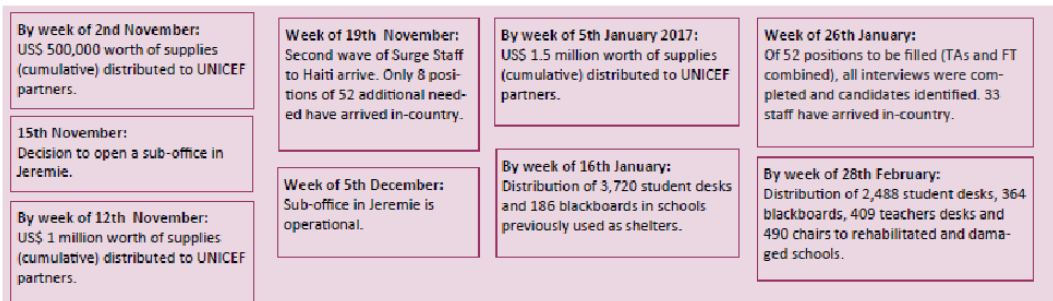 By week of 2nd November:
US$ 500,000 worth of supplies
(cumulative) distributed to UNICEF
partners.
15th November:
Decision to open a sub-office in
Jeremie.
By week of 12th  November:
US$ 1 million worth of supplies
(cumulative) distributed to UNICEF
partners.
Week of 19th  November:
Second wave of Surge Staff
to Haiti arrive. Only 8 posi-
tions of 52 additional need-
ed have arrived in-country.
Week of 5th December:
Sub-office in Jeremie is
operational.
By week of 5th January 2017:
US$ 1.5 million worth of supplies
(cumulative) distributed to UNICEF
partners.
By week of 16th January:
Distribution of 3,720 student desks
and 186 blackboards in schools
previously used as shelters.
Week of 26th January:
Of 52 positions to be filled (TAs and FT
combined), all interviews were com-
pleted and candidates identified. 33
staff have arrived in-country.
By week of 28th February:
Distribution of 2,488 student desks, 364
blackboards, 409 teachers desks and
490 chairs to rehabilitated and dama-
ged schools.